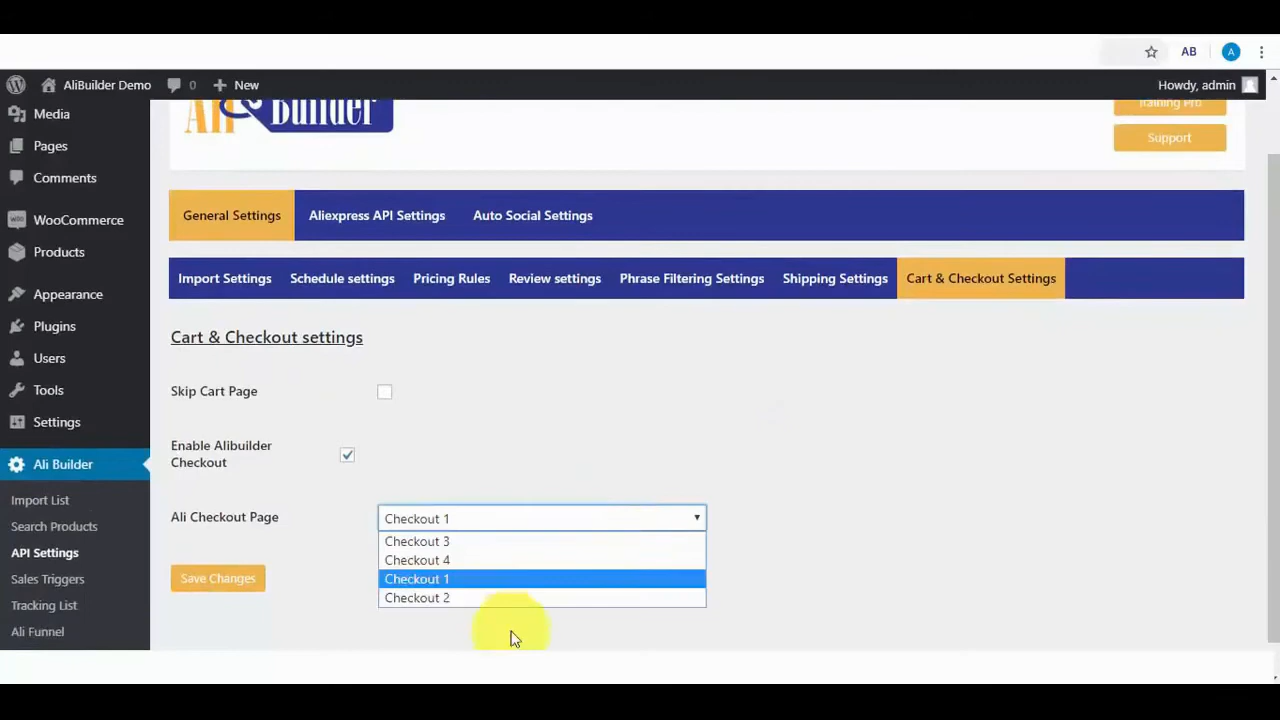 AB
A
AliBuilder Demo
0
New
Howdy, admin
Media
Pages
Comments
WooCommerce
Products
Appearance
Plugins
Users
Tools
Settings
Ali Builder
Import List
Search Products
API Settings
Sales Triggers
Tracking List
Ali Funnel
Ali Builder
Training Pro
Support
General Settings
Aliexpress API Settings
Auto Social Settings
Import Settings
Schedule settings
Pricing Rules
Review settings
Phrase Filtering Settings
Shipping Settings
Cart & Checkout Settings
Cart & Checkout settings
Skip Cart Page
Enable Alibuilder
Checkout
Ali Checkout Page
Checkout 1
Checkout 3
Checkout 4
Checkout 1
Checkout 2
Save Changes